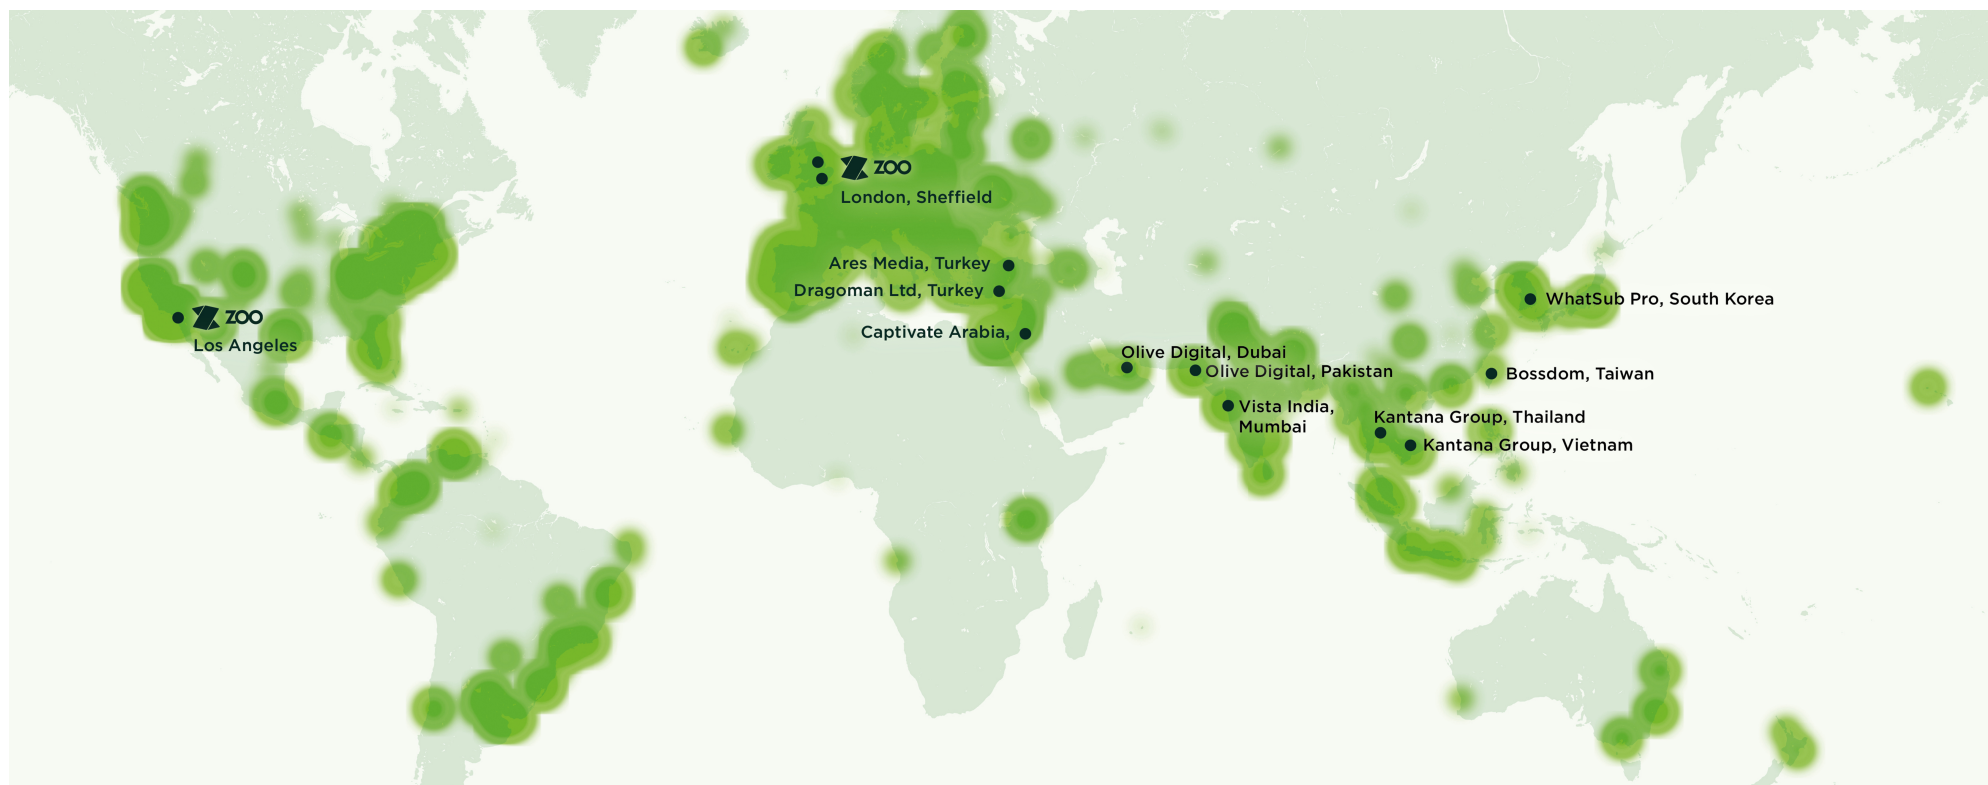 ZOO
London, Sheffield
Ares Media, Turkey
Dragoman Ltd, Turkey
ZOO
Los Angeles
Captivate Arabia,
WhatSub Pro, South Korea
Olive Digital, Dubai
Olive Digital, Pakistan
Bossdom, Taiwan
Vista India,
Mumbai
Kantana Group, Thailand
Kantana Group, Vietnam